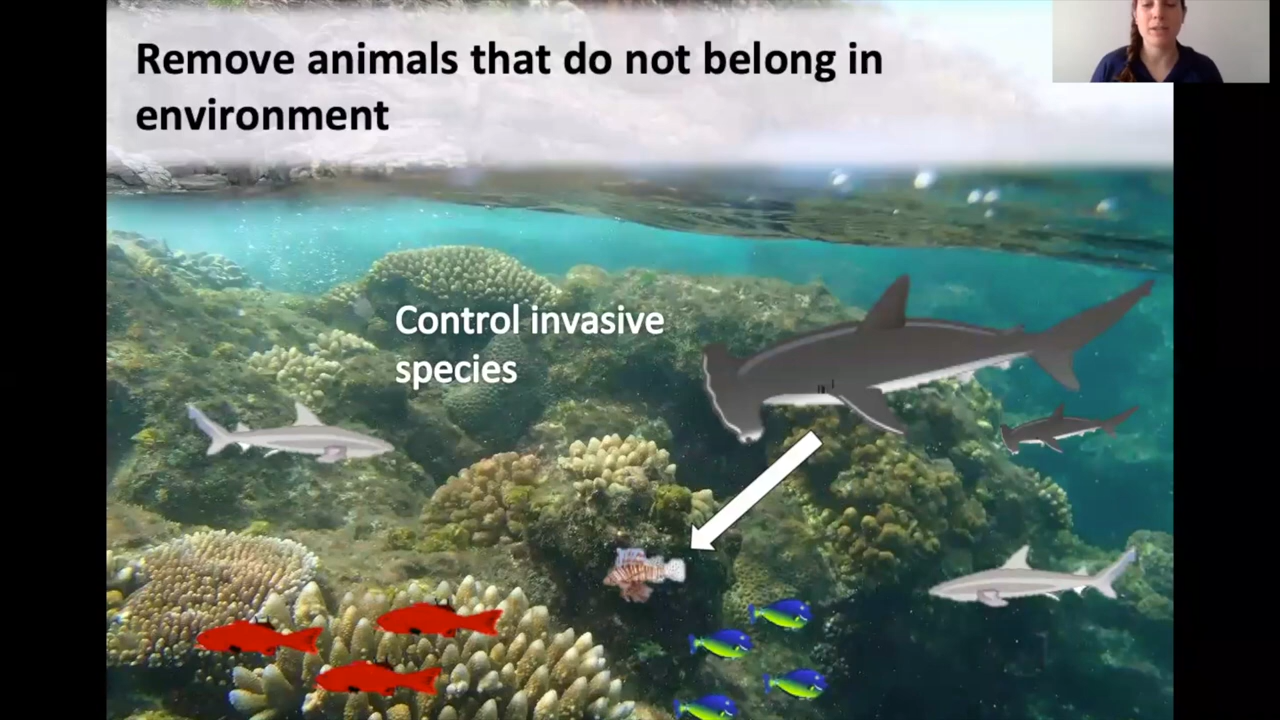 Remove animals that do not belong in
environment
Control invasive
species